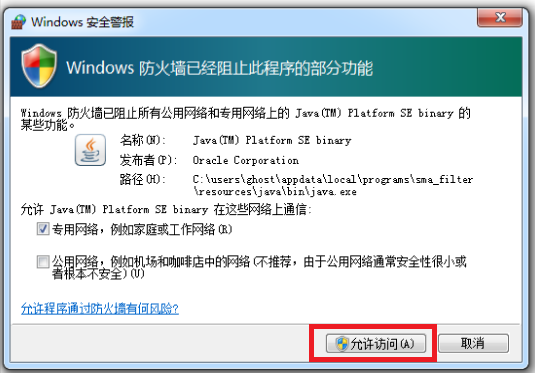 Windows 安全警报
Windows 防火墙已经阻止此程序的部分功能
Windows 防火墙已阻止所有公用网络和专用网络上的 Java(TM) Platform SE binary 的
某些功能。
名称(N): Java(TM) Platform SE binary
发布者(P): Oracle Corporation
路径(H): C:\users\ghost\appdata\local\programs\sma_filter
\resources\java\bin\java.exe
允许 Java(TM) Platform SE binary 在这些网络上通信:
专用网络，例如家庭或工作网络(R)
公用网络，例如机场和咖啡店中的网络(不推荐，由于公用网络通常安全性很小或
者根本不安全)(U)
允许程序通过防火墙有何风险?
允许访问(A) 取消